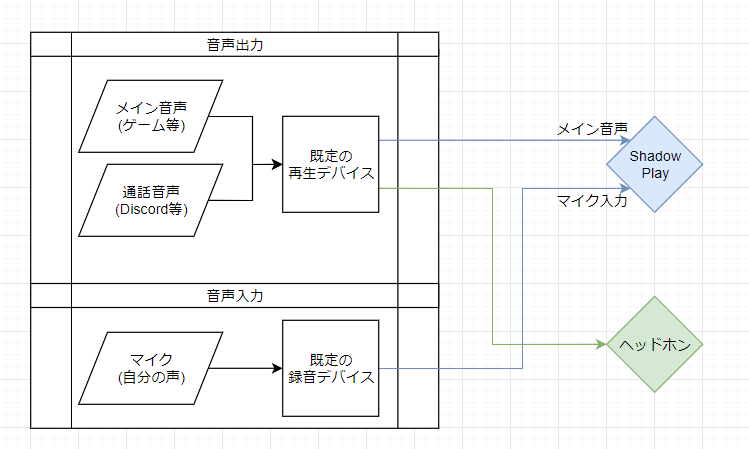 音声出力
メイン音声
(ゲーム等)
通話音声
(Discord等)
既定の
再生デバイス
メイン音声
Shadow
Play
マイク入力
音声入力
マイク
(自分の声)
既定の
録音デバイス
ヘッドホン